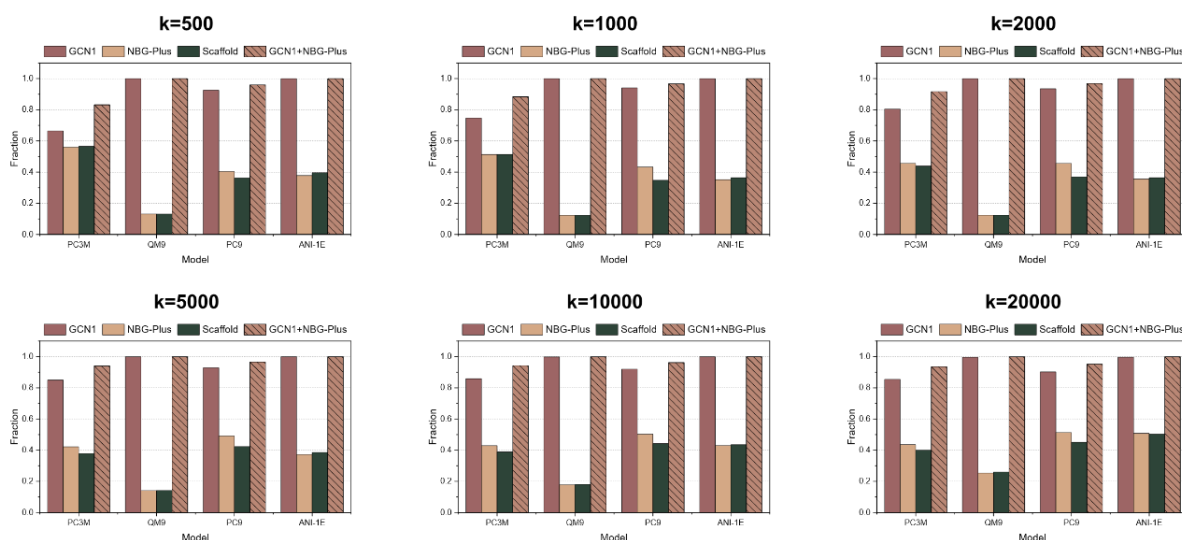 k=500
GCN1 NBG-Plus Scaffold GCN1+NBG-Plus
Fraction
1.0
0.8
0.6
0.4
0.2
0.0
PC3M QM9 PC9 ANI-1E
Model
k=1000
GCN1 NBG-Plus Scaffold GCN1+NBG-Plus
Fraction
1.0
0.8
0.6
0.4
0.2
0.0
PC3M QM9 PC9 ANI-1E
Model
k=2000
GCN1 NBG-Plus Scaffold GCN1+NBG-Plus
Fraction
1.0
0.8
0.6
0.4
0.2
0.0
PC3M QM9 PC9 ANI-1E
Model
k=5000
GCN1 NBG-Plus Scaffold GCN1+NBG-Plus
Fraction
1.0
0.8
0.6
0.4
0.2
0.0
PC3M QM9 PC9 ANI-1E
Model
k=10000
GCN1 NBG-Plus Scaffold GCN1+NBG-Plus
Fraction
1.0
0.8
0.6
0.4
0.2
0.0
PC3M QM9 PC9 ANI-1E
Model
k=20000
GCN1 NBG-Plus Scaffold GCN1+NBG-Plus
Fraction
1.0
0.8
0.6
0.4
0.2
0.0
PC3M QM9 PC9 ANI-1E
Model